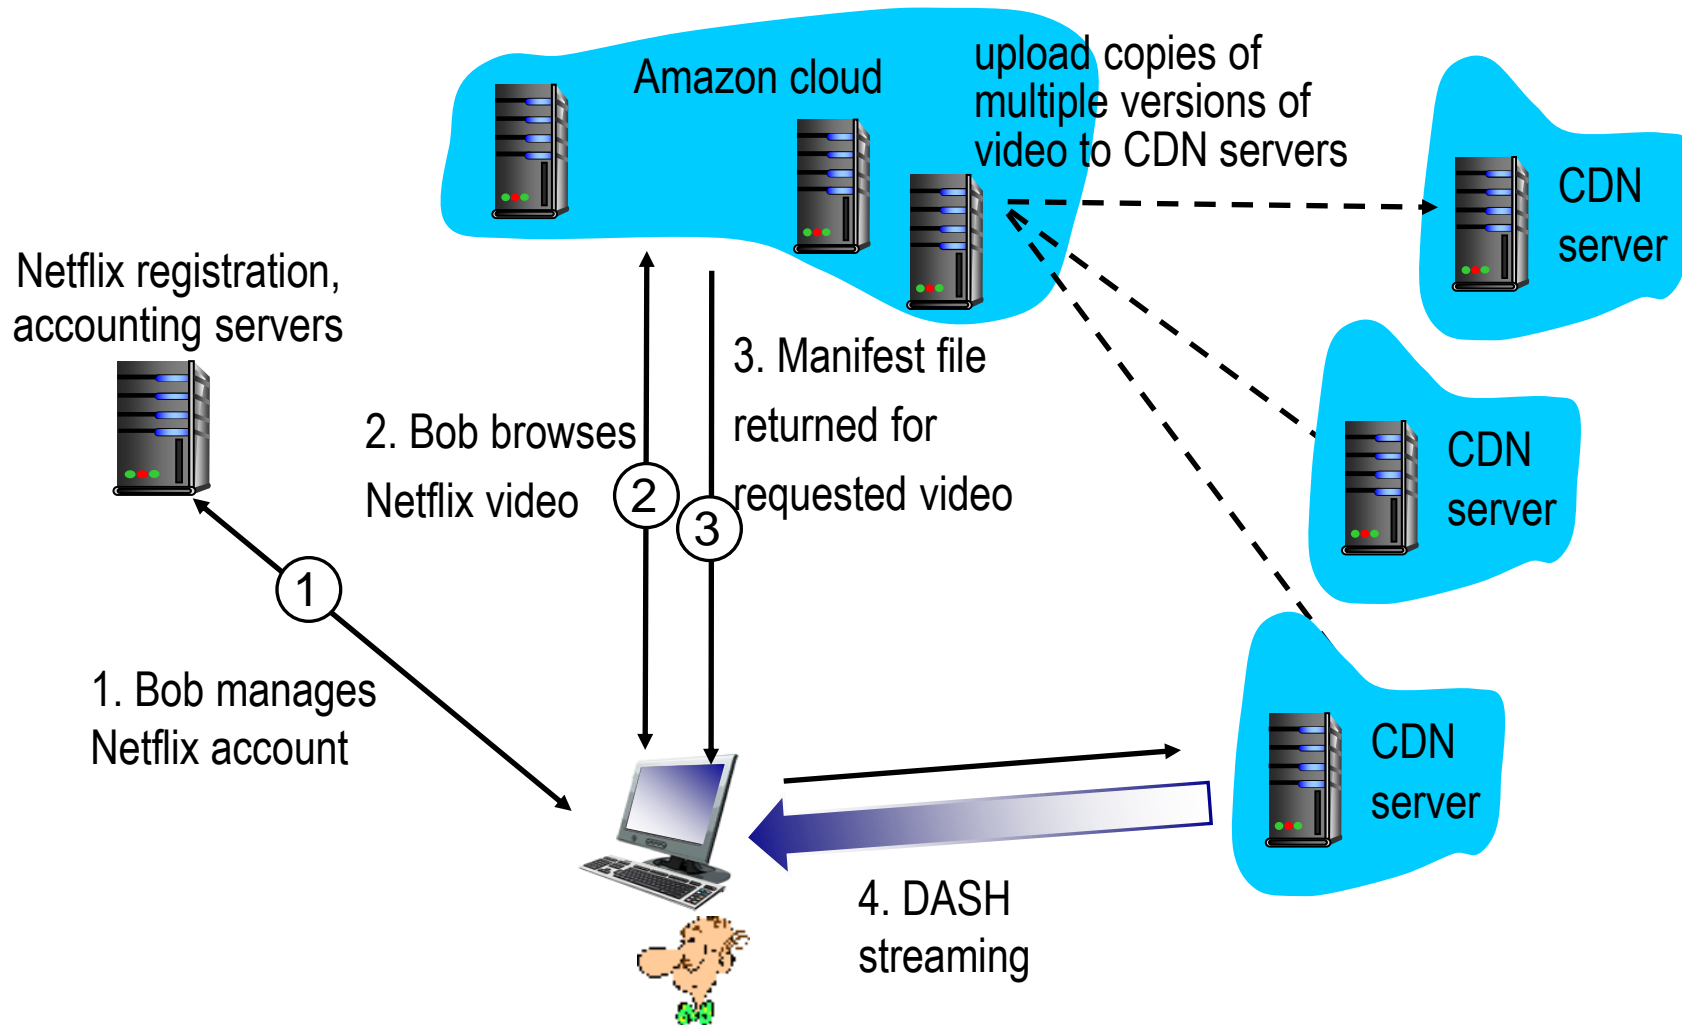 Amazon cloud
upload copies of
multiple versions of
video to CDN servers
CDN
server
Netflix registration,
accounting servers
3. Manifest file
returned for
requested video
2. Bob browses
Netflix video
2
3
CDN
server
1
1. Bob manages
Netflix account
CDN
server
4. DASH
streaming